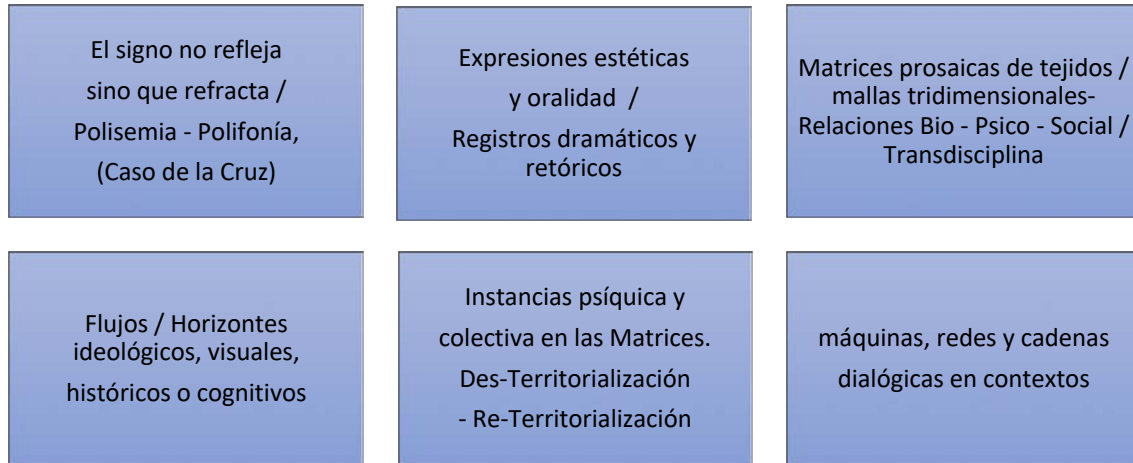 El signo no refleja
sino que refracta /
Polisemia - Polifonía,
(Caso de la Cruz)
Expresiones estéticas
y oralidad /
Registros dramáticos y
retóricos
Matrices prosaicas de tejidos /
mallas tridimensionales-
Relaciones Bio - Psico - Social /
Transdisciplina
Flujos / Horizontes
ideológicos, visuales,
históricos o cognitivos
Instancias psíquica y
colectiva en las Matrices.
Des-Territorialización
- Re-Territorialización
máquinas, redes y cadenas
dialógicas en contextos